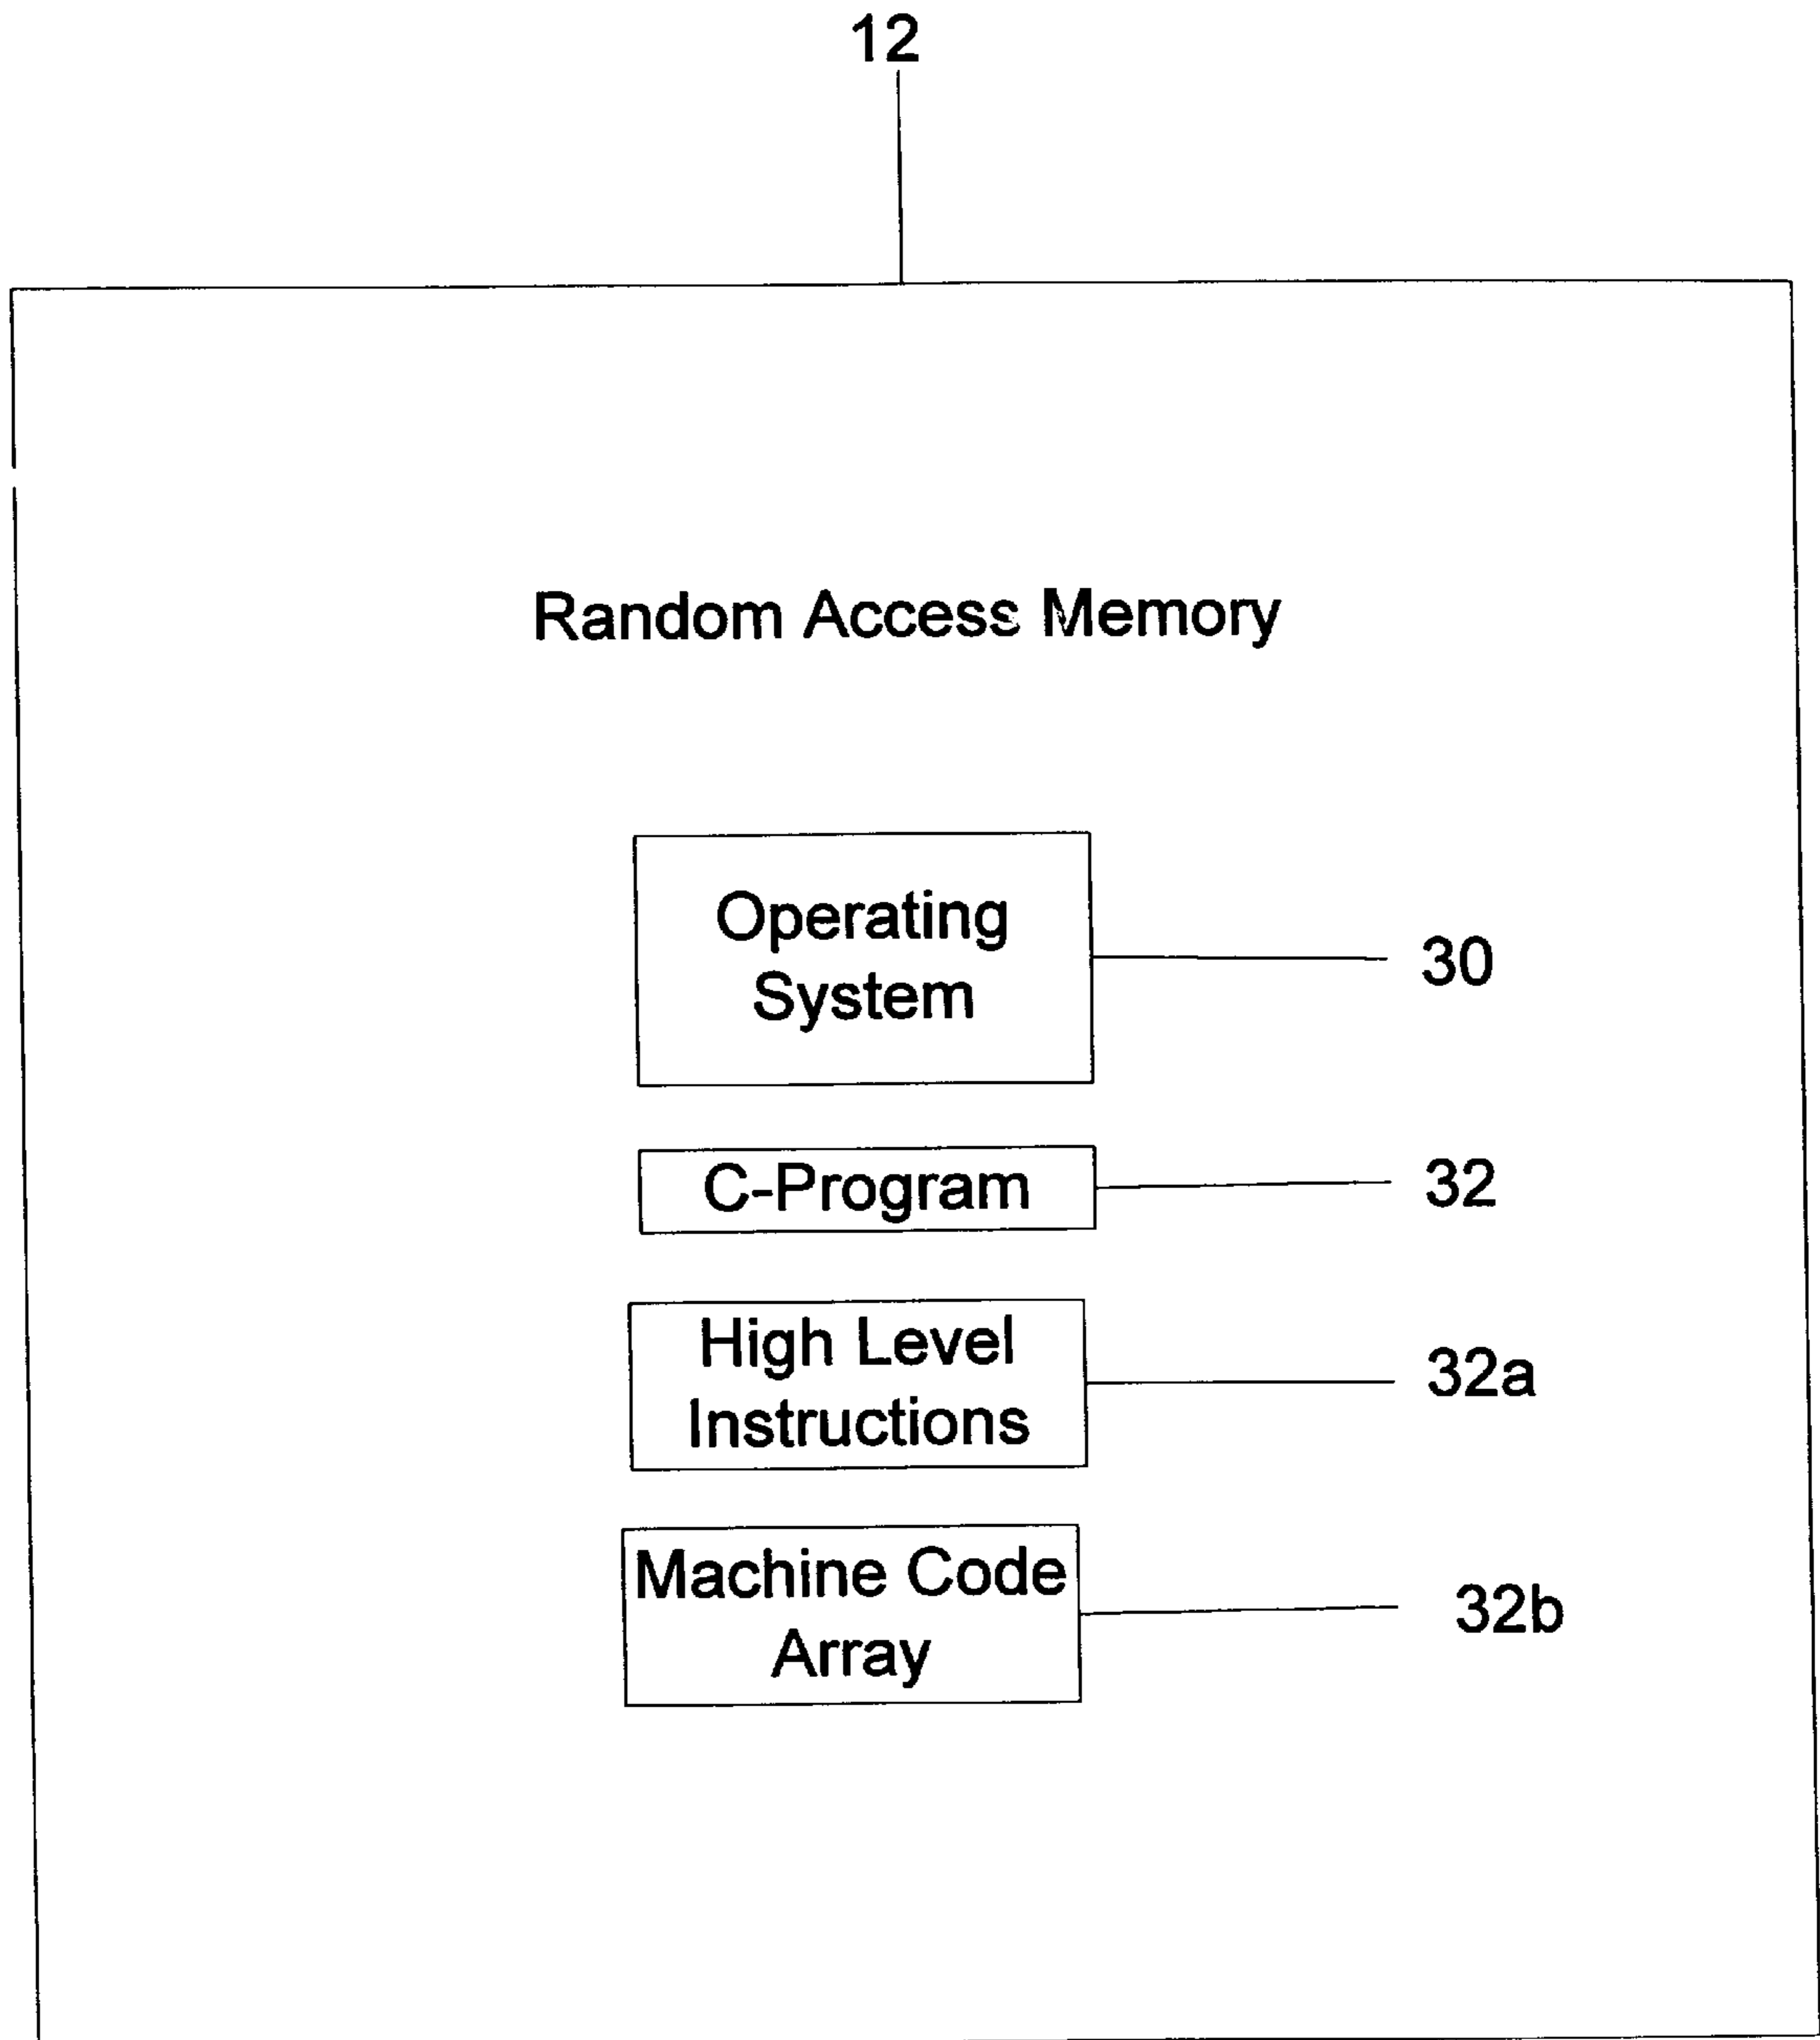 12
Random Access Memory
Operating
System
30
C-Program
32
High Level
Instructions
32a
Machine Code
Array
32b